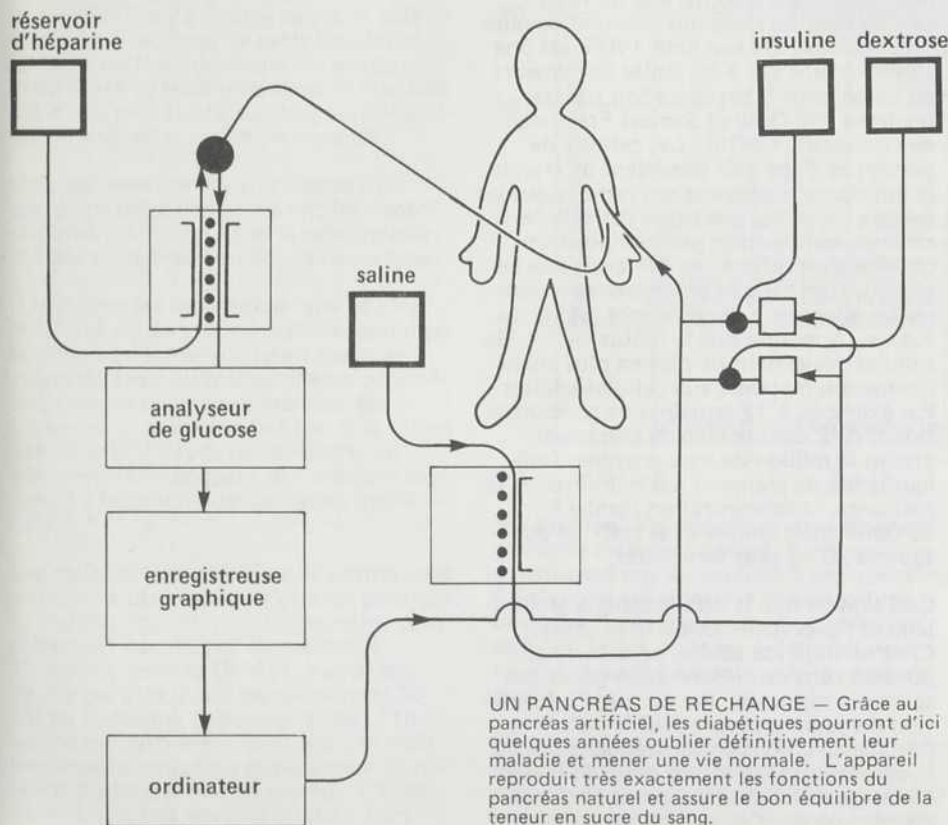 réservoir
d'héparine
insuline
dextrose
saline
analyseur
de glucose
enregistreuse
graphique
ordinateur
UN PANCRÉAS DE RECHANGE — Grâce au
pancréas artificiel, les diabétiques pourront d'ici
quelques années oublier définitivement leur
maladie et mener une vie normale. L'appareil
reproduit très exactement les fonctions du
pancréas naturel et assure le bon équilibre de la
teneur en sucre du sang.